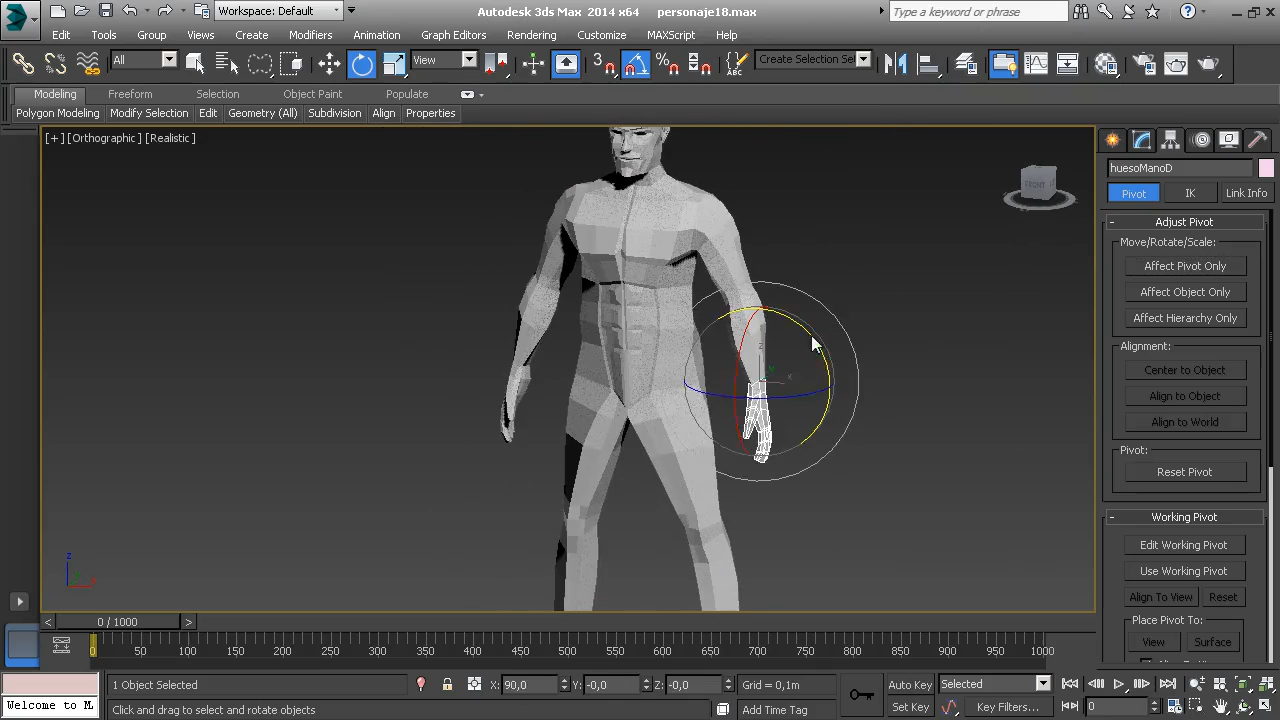 Workspace: Default
Autodesk 3ds Max 2014 x64 personaje18.max
Type a keyword or phrase
Edit Tools Group Views Create Modifiers Animation Graph Editors Rendering Customize MAXScript Help
All
View
3
Create Selection Se
Modeling Freeform Selection Object Paint Populate
Polygon Modeling Modify Selection Edit Geometry (All) Subdivision Align Properties
[+] [Orthographic] [Realistic]
FRONT
huesoManoD
Pivot IK Link Info
- Adjust Pivot
Move/Rotate/Scale:
Affect Pivot Only
Affect Object Only
Affect Hierarchy Only
Alignment:
Center to Object
Align to Object
Align to World
Pivot:
Reset Pivot
- Working Pivot
Edit Working Pivot
Use Working Pivot
Align To View Reset
Place Pivot To:
View Surface
z
x
0 / 1000
0 50 100 150 200 250 300 350 400 450 500 550 600 650 700 750 800 850 900 950 1000
1 Object Selected
X: 90,0 Y: -0,0 Z: -0,0 Grid = 0,1m
Auto Key Selected
Welcome to M
Click and drag to select and rotate objects
Add Time Tag
Set Key Key Filters... 0